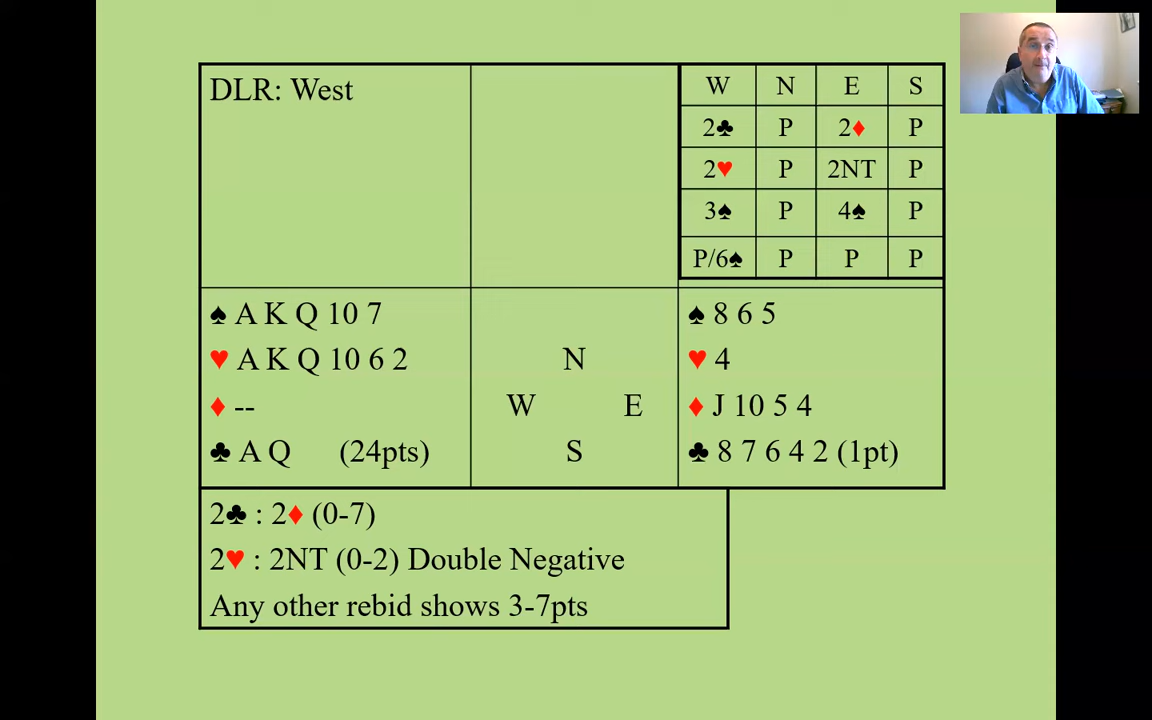 DLR: West
W N E S
2♣ P 2♦ P
2♥ P 2NT P
3♠ P 4♠ P
P/6♠ P P P
♠ A K Q 10 7
♥ A K Q 10 6 2
♦ --
♣ A Q (24pts)
N
W E
S
♠ 8 6 5
♥ 4
♦ J 10 5 4
♣ 8 7 6 4 2 (1pt)
2♣ : 2♦ (0-7)
2♥ : 2NT (0-2) Double Negative
Any other rebid shows 3-7pts